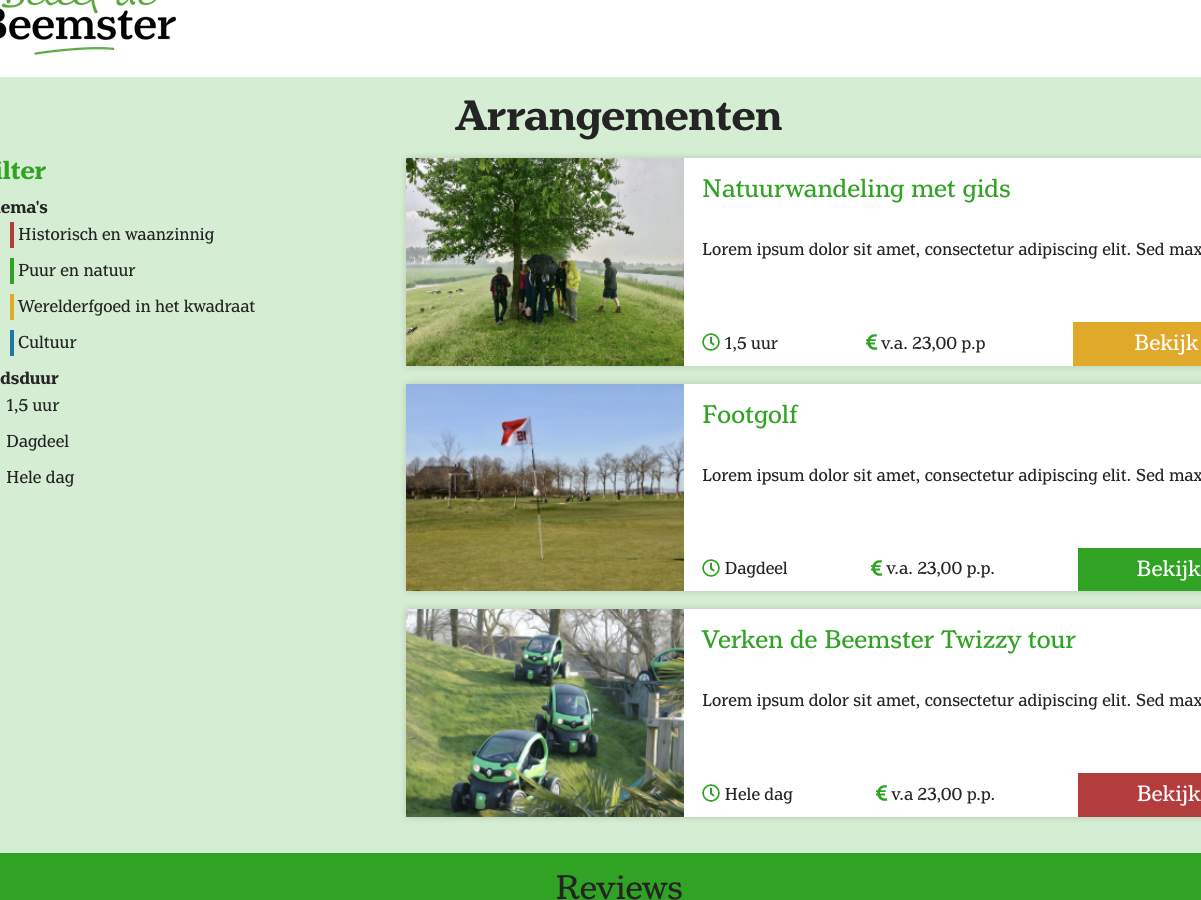 Beemster
Arrangementen
ilter
ema's
Historisch en waanzinnig
Puur en natuur
Werelderfgoed in het kwadraat
Cultuur
dsduur
1,5 uur
Dagdeel
Hele dag
Natuurwandeling met gids
Lorem ipsum dolor sit amet, consectetur adipiscing elit. Sed max
1,5 uur
€ v.a. 23,00 p.p
Bekijk
Footgolf
Lorem ipsum dolor sit amet, consectetur adipiscing elit. Sed max
Dagdeel
€ v.a. 23,00 p.p.
Bekijk
Verken de Beemster Twizzy tour
Lorem ipsum dolor sit amet, consectetur adipiscing elit. Sed max
Hele dag
€ v.a 23,00 p.p.
Bekijk
Reviews